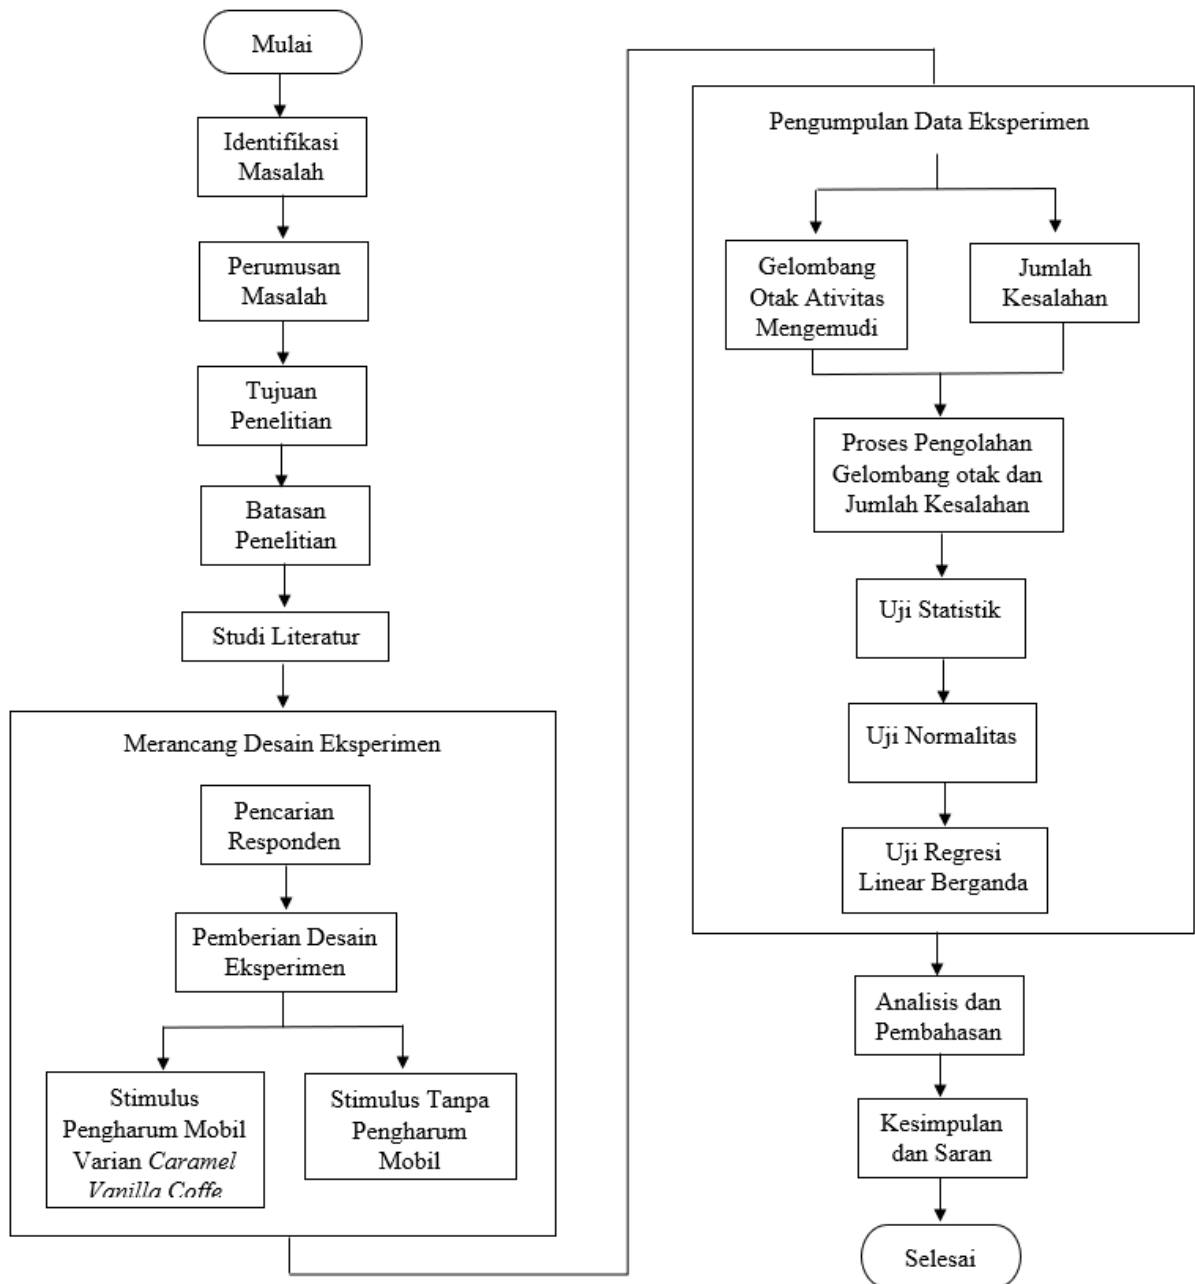 Mulai
Identifikasi
Masalah
Perumusan
Masalah
Tujuan
Penelitian
Batasan
Penelitian
Studi Literatur
Merancang Desain Eksperimen
Pencarian
Responden
Pemberian Desain
Eksperimen
Stimulus
Pengharum Mobil
Varian Caramel
Vanilla Coffe
Stimulus Tanpa
Pengharum
Mobil
Pengumpulan Data Eksperimen
Gelombang
Otak Ativitas
Mengemudi
Jumlah
Kesalahan
Proses Pengolahan
Gelombang otak dan
Jumlah Kesalahan
Uji Statistik
Uji Normalitas
Uji Regresi
Linear Berganda
Analisis dan
Pembahasan
Kesimpulan
dan Saran
Selesai